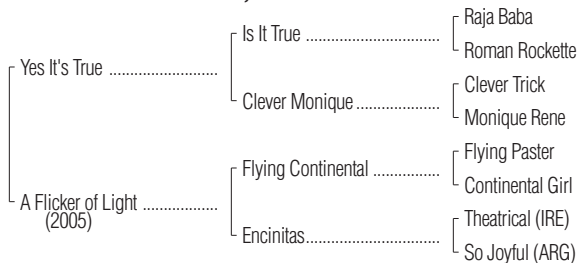 Raja Baba
Is It True ........................
Roman Rockette
Yes It's True ........................
Clever Trick
Clever Monique ...............
Monique Rene
Flying Paster
Flying Continental ............
Continental Girl
A Flicker of Light ................
(2005)
Theatrical (IRE)
Encinitas........................
So Joyful (ARG)